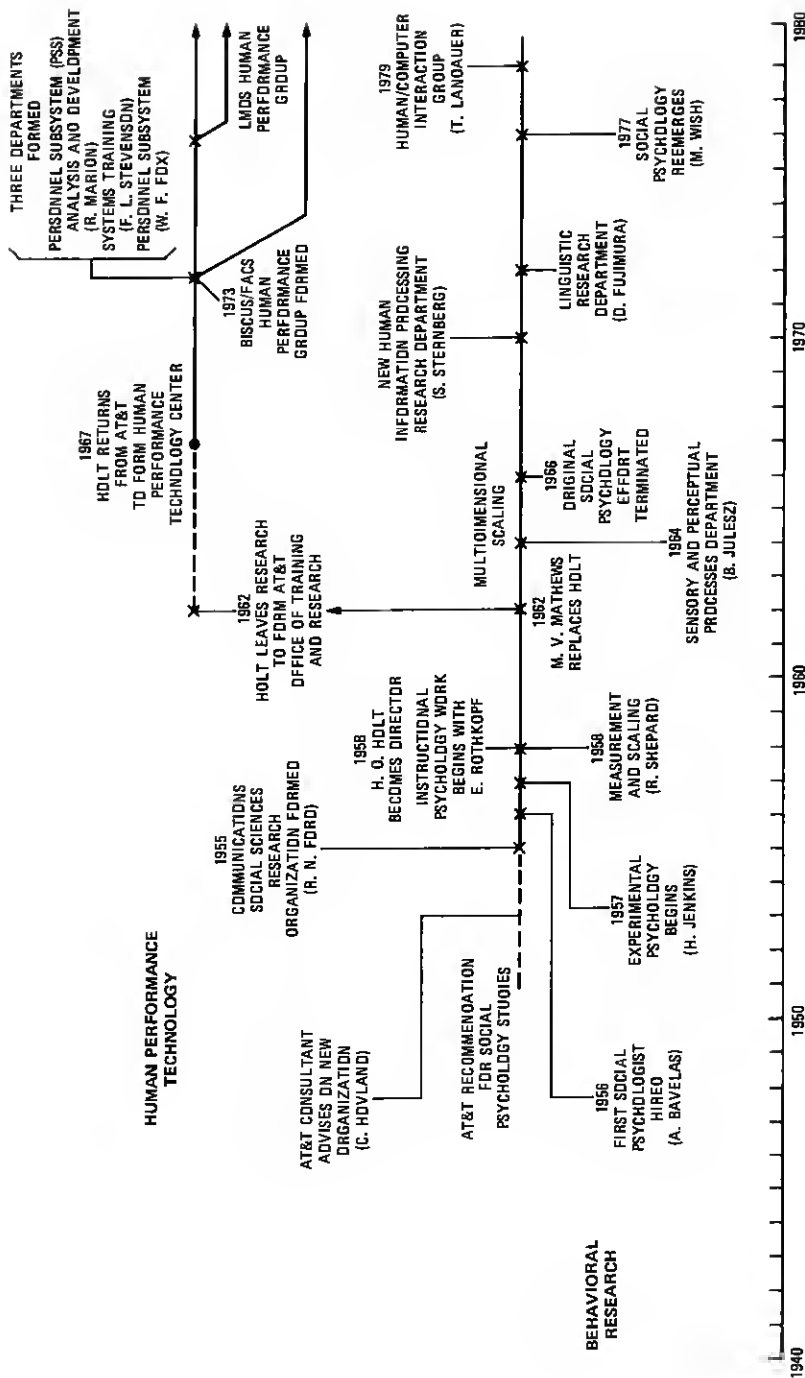 HUMAN PERFORMANCE
TECHNOLOGY
1962
HOLT LEAVES RESEARCH
TO FORM AT&T
OFFICE OF TRAINING
AND RESEARCH
1967
HOLT RETURNS
FROM AT&T
TO FORM HUMAN
PERFORMANCE
TECHNOLOGY CENTER
THREE DEPARTMENTS
FORMED
PERSONNEL SUBSYSTEM (PSS)
ANALYSIS AND DEVELOPMENT
(R. MARION)
SYSTEMS TRAINING
(F. L. STEVENSON)
PERSONNEL SUBSYSTEM
(W. F. FOX)
1973
BISCUS/FACS
HUMAN
PERFORMANCE
GROUP FORMED
LMOS HUMAN
PERFORMANCE
GROUP
BEHAVIORAL
RESEARCH
AT&T CONSULTANT
ADVISES ON NEW
ORGANIZATION
(C. HOVLAND)
AT&T RECOMMENDATION
FOR SOCIAL
PSYCHOLOGY STUDIES
1955
COMMUNICATIONS
SOCIAL SCIENCES
RESEARCH
ORGANIZATION FORMED
(R. N. FORD)
1956
FIRST SOCIAL
PSYCHOLOGIST
HIRED
(A. BAVELAS)
1957
EXPERIMENTAL
PSYCHOLOGY
BEGINS
(H. JENKINS)
1958
H. O. HOLT
BECOMES DIRECTOR
INSTRUCTIONAL
PSYCHOLOGY WORK
BEGINS WITH
E. ROTHKOPF
1958
MEASUREMENT
AND SCALING
(R. SHEPARD)
1962
M. V. MATHEWS
REPLACES HOLT
MULTIDIMENSIONAL
SCALING
1964
SENSORY AND PERCEPTUAL
PROCESSES DEPARTMENT
(B. JULESZ)
1966
ORIGINAL
SOCIAL
PSYCHOLOGY
EFFORT
TERMINATED
NEW HUMAN
INFORMATION PROCESSING
RESEARCH DEPARTMENT
(S. STERNBERG)
LINGUISTIC
RESEARCH
DEPARTMENT
(O. FUJIMURA)
1977
SOCIAL
PSYCHOLOGY
REEMERGES
(M. WISH)
1979
HUMAN/COMPUTER
INTERACTION
GROUP
(T. LANDAUER)
1940
1950
1960
1970
1980